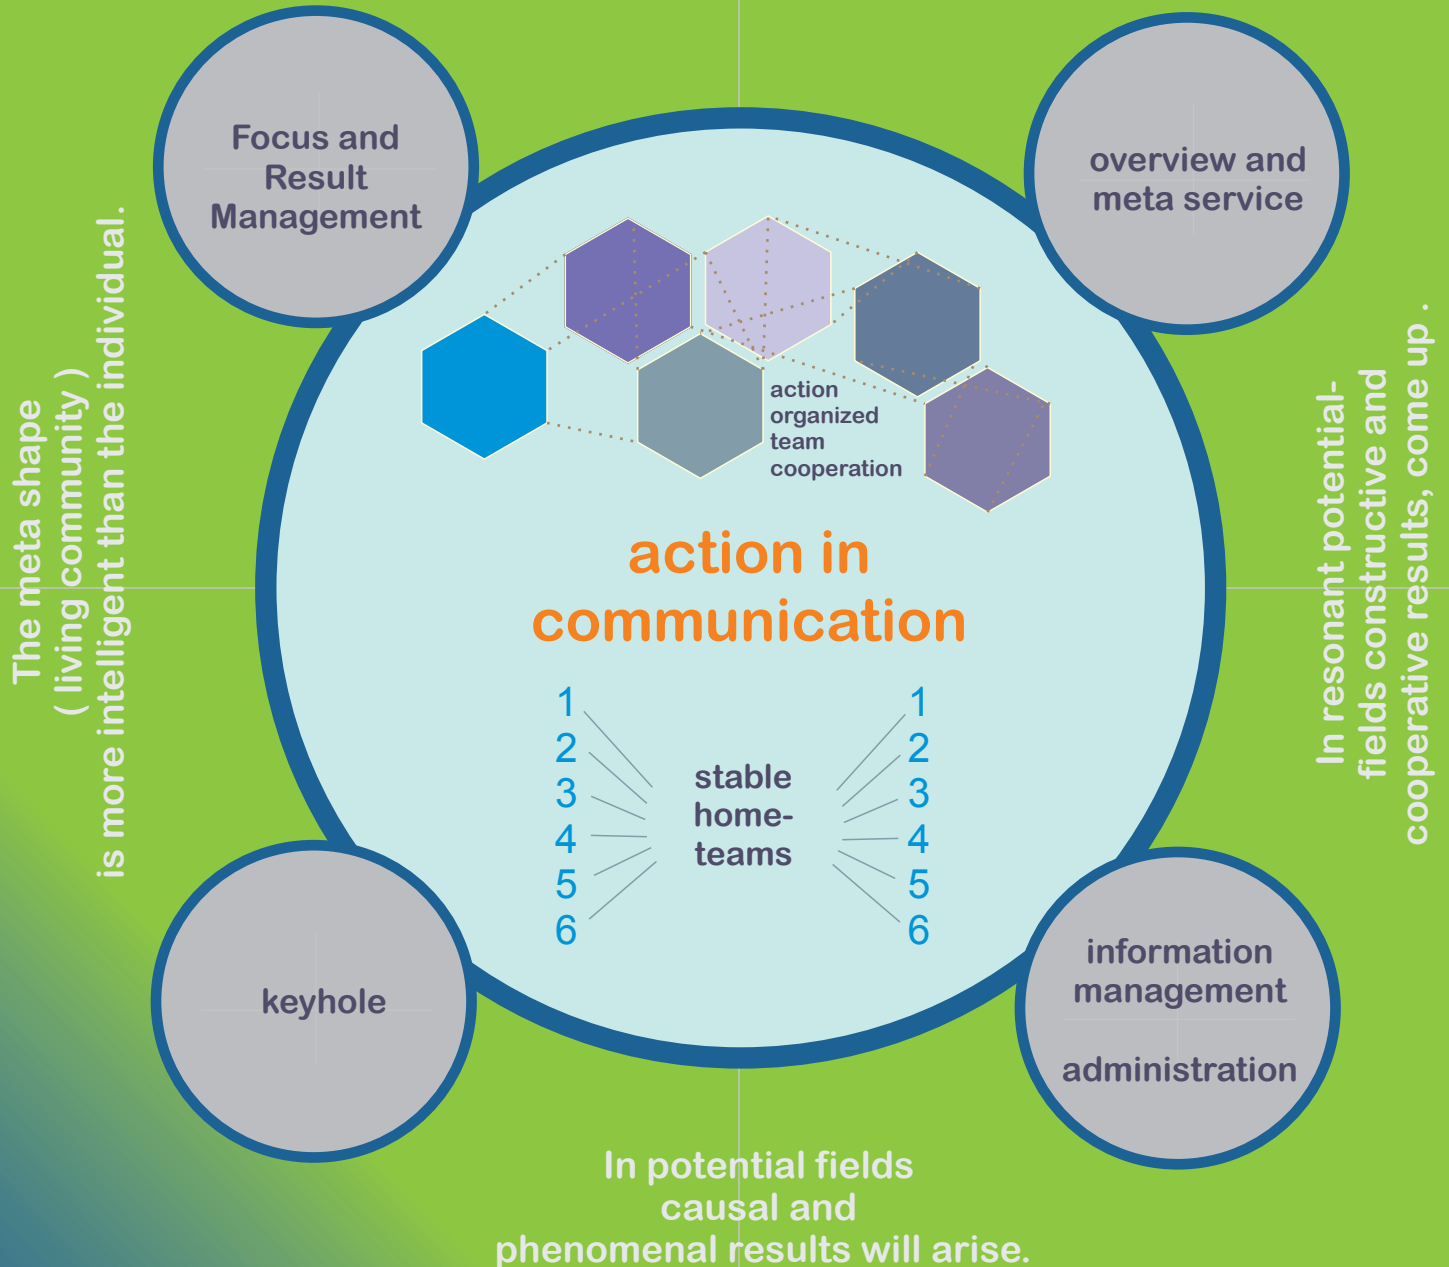 Focus and
Result
Management
overview and
meta service
The meta shape
( living community )
is more intelligent than the individual.
In resonant potential-
fields constructive and
cooperative results, come up .
action
organized
team
cooperation
action in
communication
1
2
3
4
5
6
stable
home-
teams
1
2
3
4
5
6
keyhole
information
management
administration
In potential fields
causal and
phenomenal results will arise.